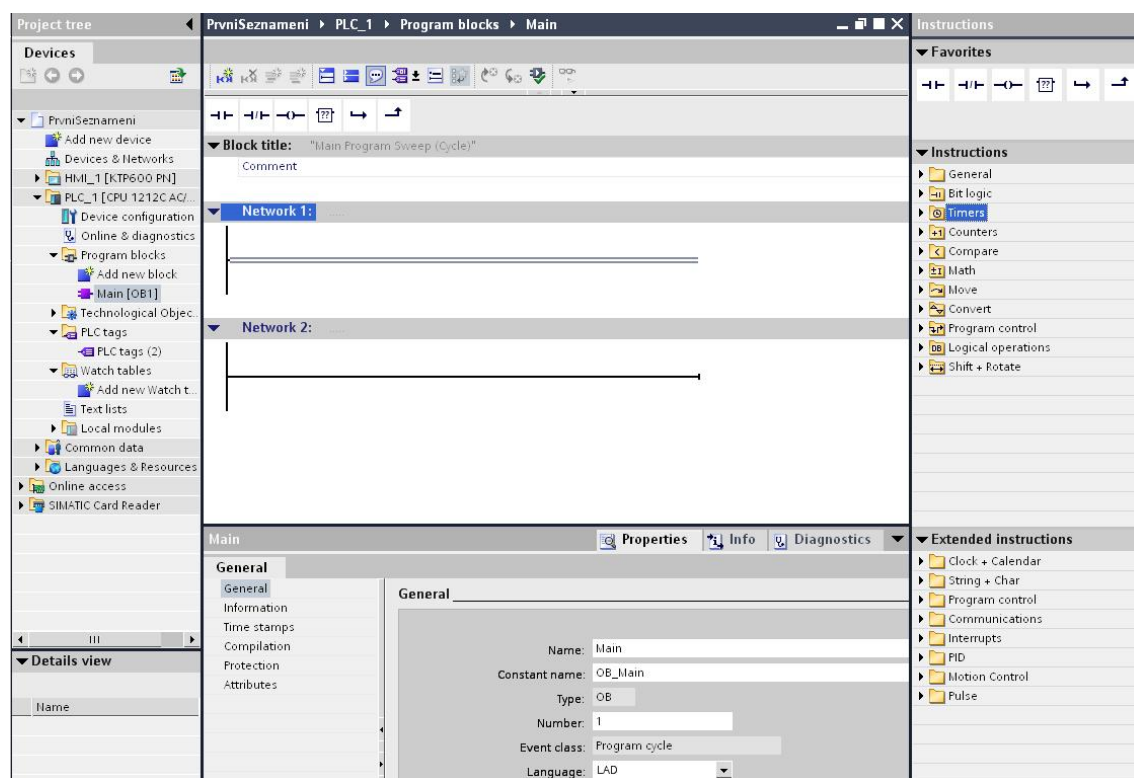 Project tree
Devices
PrvniSeznameni
Add new device
Devices & Networks
HMI_1 [KTP600 PN]
PLC_1 [CPU 1212C AC/...
Device configuration
Online & diagnostics
Program blocks
Add new block
Main [OB1]
Technological Objec...
PLC tags
PLC tags (2)
Watch tables
Add new Watch t...
Text lists
Local modules
Common data
Languages & Resources
Online access
SIMATIC Card Reader
Details view
Name
PrvniSeznameni PLC_1 Program blocks Main
??
Block title: "Main Program Sweep (Cycle)"
Comment
Network 1: .....
Network 2: .....
Main
Properties Info Diagnostics
General
General
Information
Time stamps
Compilation
Protection
Attributes
General
Name: Main
Constant name: OB_Main
Type: OB
Number: 1
Event class: Program cycle
Language: LAD
Instructions
Favorites
??
Instructions
General
Bit logic
Timers
Counters
Compare
Math
Move
Convert
Program control
Logical operations
Shift + Rotate
Extended instructions
Clock + Calendar
String + Char
Program control
Communications
Interrupts
PID
Motion Control
Pulse